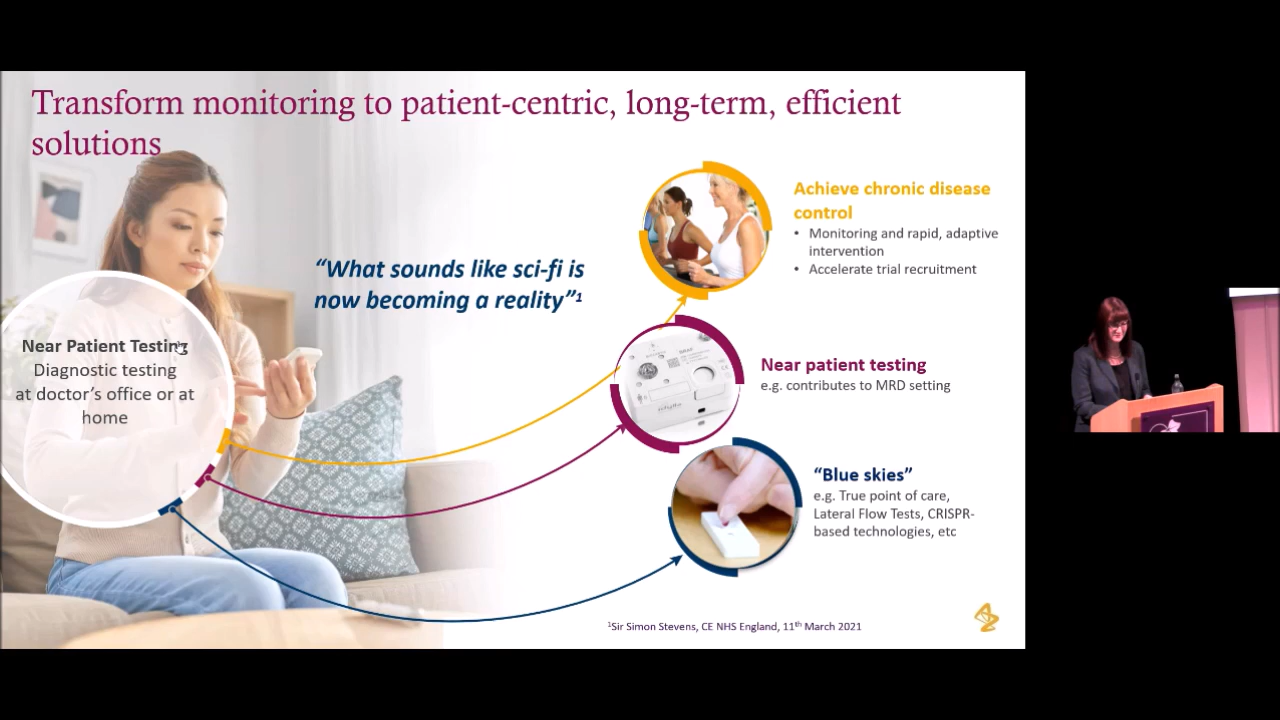 Transform monitoring to patient-centric, long-term, efficient
solutions
Near Patient Testing
Diagnostic testing
at doctor's office or at
home
“What sounds like sci-fi is
now becoming a reality”1
Achieve chronic disease
control
• Monitoring and rapid, adaptive
intervention
• Accelerate trial recruitment
Near patient testing
e.g. contributes to MRD setting
“Blue skies”
e.g. True point of care,
Lateral Flow Tests, CRISPR-
based technologies, etc
1Sir Simon Stevens, CE NHS England, 11th March 2021